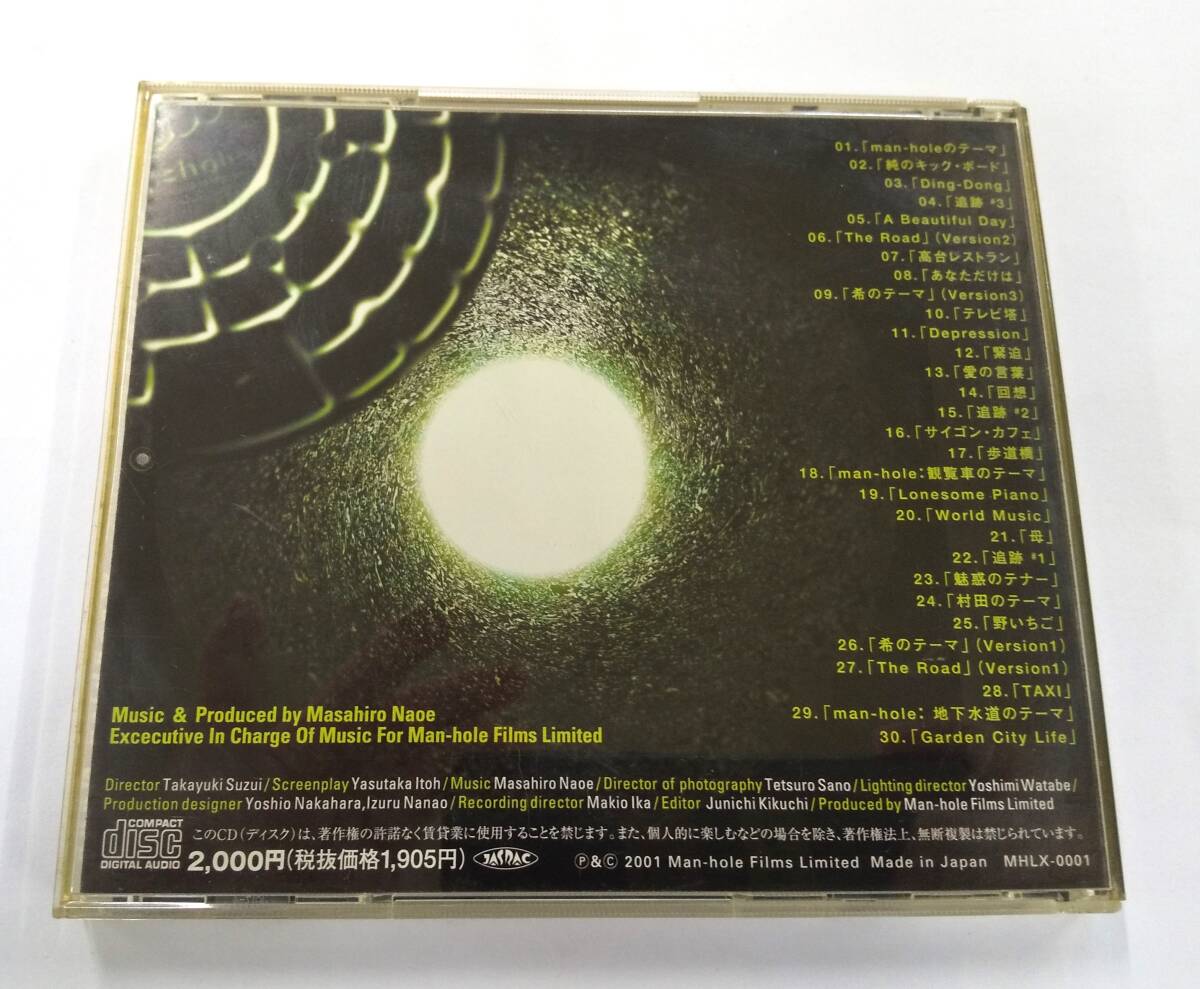 01.「man-holeのテーマ」
02.「純のキック・ボード」
03.「Ding-Dong」
04.「追跡 #3」
05.「A Beautiful Day」
06.「The Road」(Version2)
07.「高台レストラン」
08.「あなただけは」
09.「希のテーマ」(Version3)
10.「テレビ塔」
11.「Depression」
12.「緊迫」
13.「愛の言葉」
14.「回想」
15.「追跡 #2」
16.「サイゴン・カフェ」
17.「歩道橋」
18.「man-hole:観覧車のテーマ」
19.「Lonesome Piano」
20.「World Music」
21.「母」
22.「追跡 #1」
23.「魅惑のテナー」
24.「村田のテーマ」
25.「野いちご」
26.「希のテーマ」(Version1)
27.「The Road」(Version1)
28.「TAXI」
29.「man-hole: 地下水道のテーマ」
30.「Garden City Life」
Music & Produced by Masahiro Naoe
Excecutive In Charge Of Music For Man-hole Films Limited
Director Takayuki Suzui/Screenplay Yasutaka Itoh/Music Masahiro Naoe/Director of photography Tetsuro Sano/Lighting director Yoshimi Watabe/
Production designer Yoshio Nakahara,Izuru Nanao/Recording director Makio Ika/Editor Junichi Kikuchi/Produced by Man-hole Films Limited
COMPACT
disc
DIGITAL AUDIO
このCD(ディスク)は、著作権の許諾なく賃貸業に使用することを禁じます。また、個人的に楽しむなどの場合を除き、著作権法上、無断複製は禁じられています。
2,000円(税抜価格1,905円) JASRAC Ⓟ&Ⓒ 2001 Man-hole Films Limited Made in Japan MHLX-0001